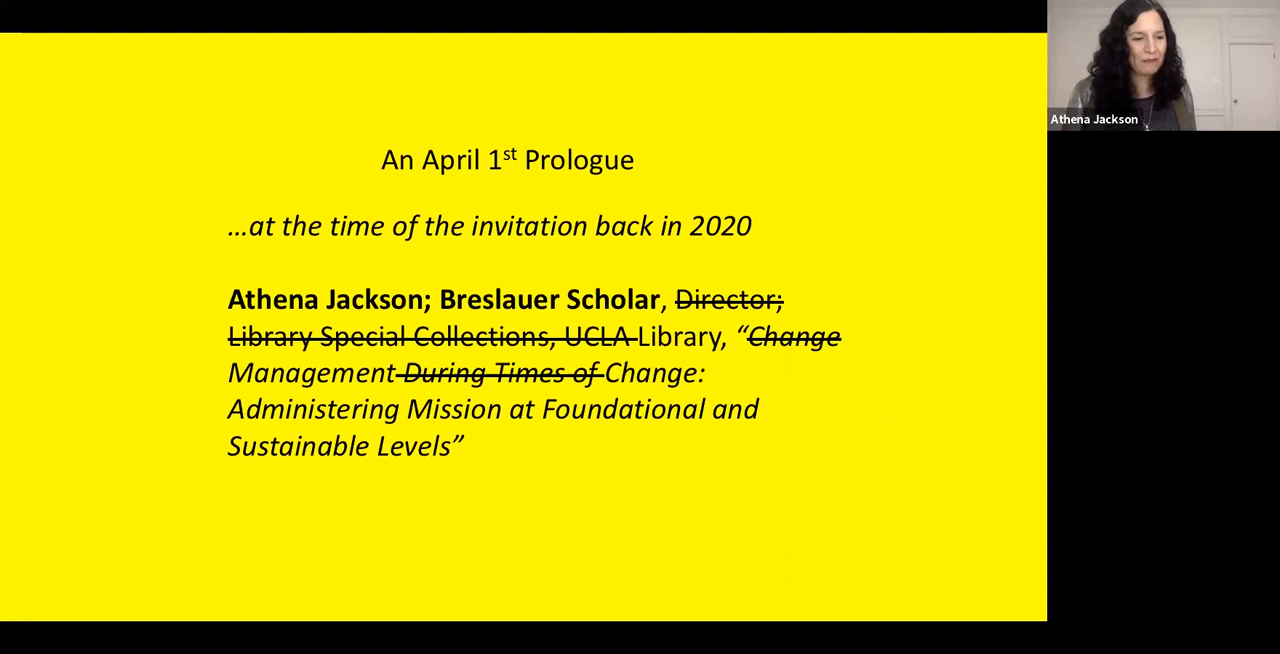 An April 1st Prologue
…at the time of the invitation back in 2020
Athena Jackson; Breslauer Scholar, Director;
Library Special Collections, UCLA Library, “Change
Management During Times of Change:
Administering Mission at Foundational and
Sustainable Levels”
Athena Jackson